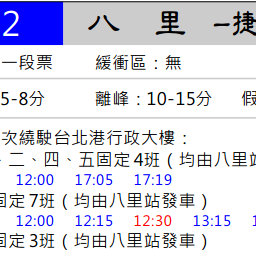 2 八 里 －捷
一段票 緩衝區：無
5-8分 離峰：10-15分 假
次繞駛台北港行政大樓：
、二、四、五固定4班（均由八里站
12:00 17:05 17:19
固定7班（均由八里站發車）
12:00 12:15 12:30 13:15
固定3班（均由八里站發車）